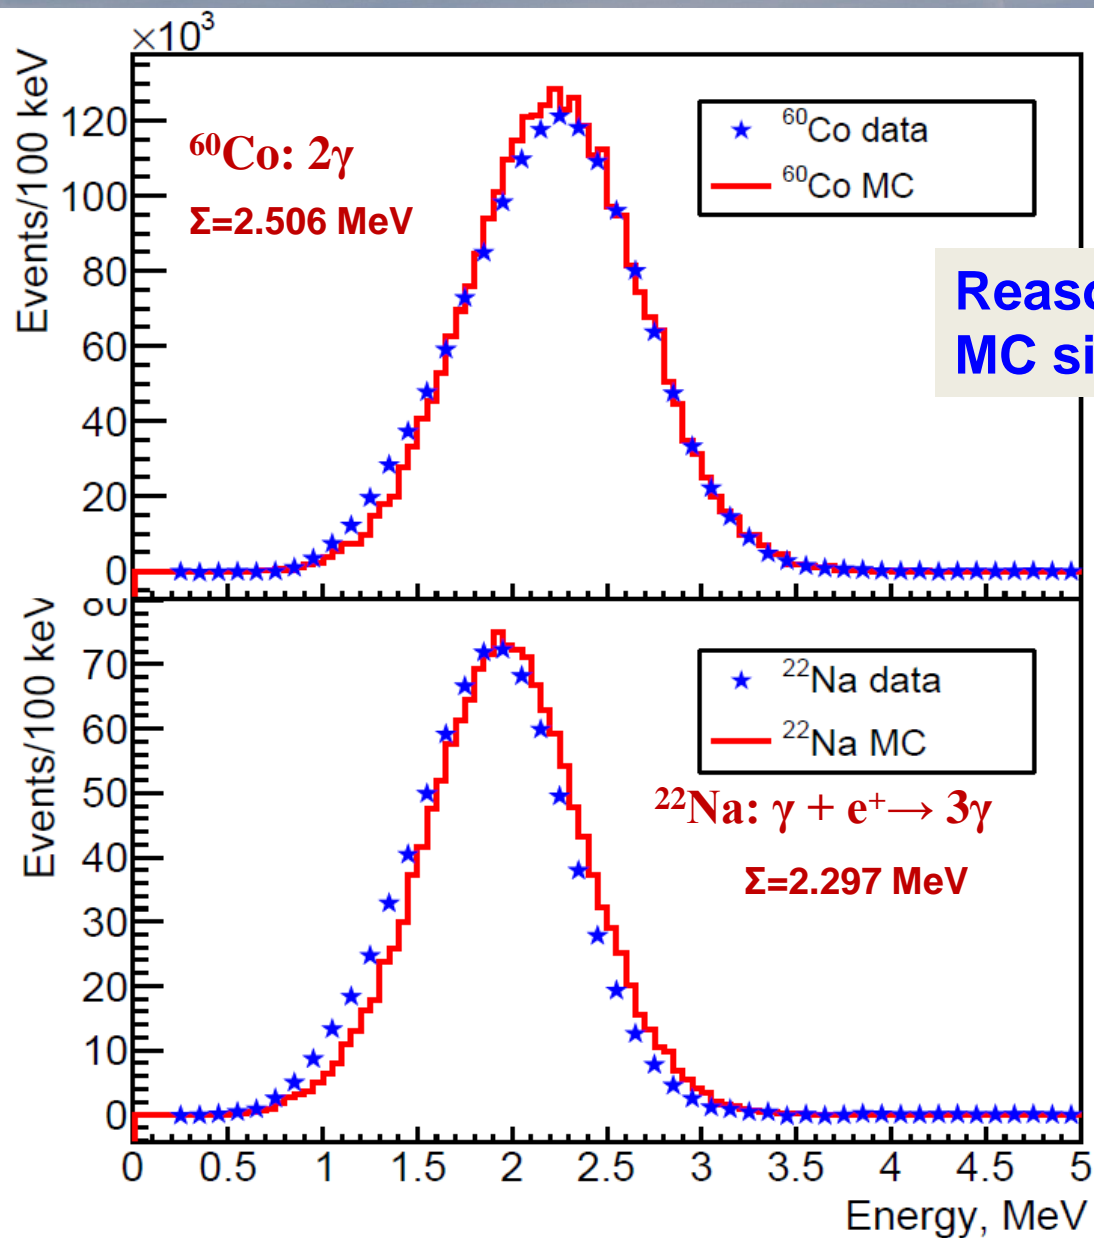 ×10³
Events/100 keV
120
100
80
60
40
20
0
⁶⁰Co: 2γ
Σ=2.506 MeV
⁶⁰Co data
⁶⁰Co MC
MC
Events/100 keV
80
70
60
50
40
30
20
10
0
²²Na data
²²Na MC
²²Na: γ + e⁺→ 3γ
Σ=2.297 MeV
0 0.5 1 1.5 2 2.5 3 3.5 4 4.5 5
Energy, MeV